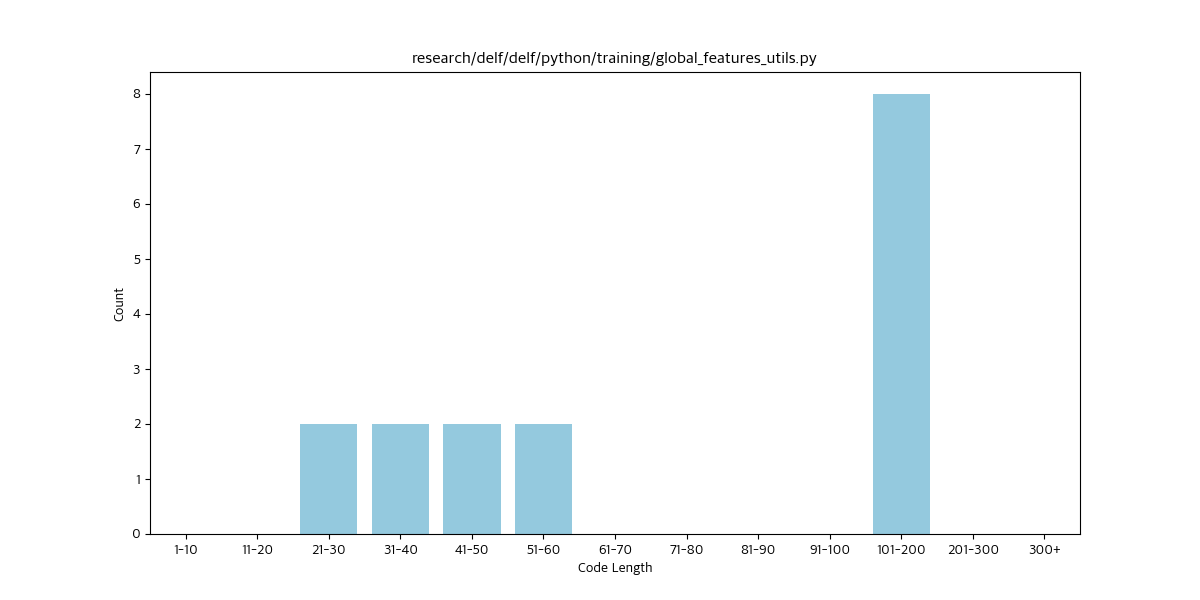 research/delf/delf/python/training/global_features_utils.py
8
7
6
5
4
3
2
1
0
Count
1-10 11-20 21-30 31-40 41-50 51-60 61-70 71-80 81-90 91-100 101-200 201-300 300+
Code Length